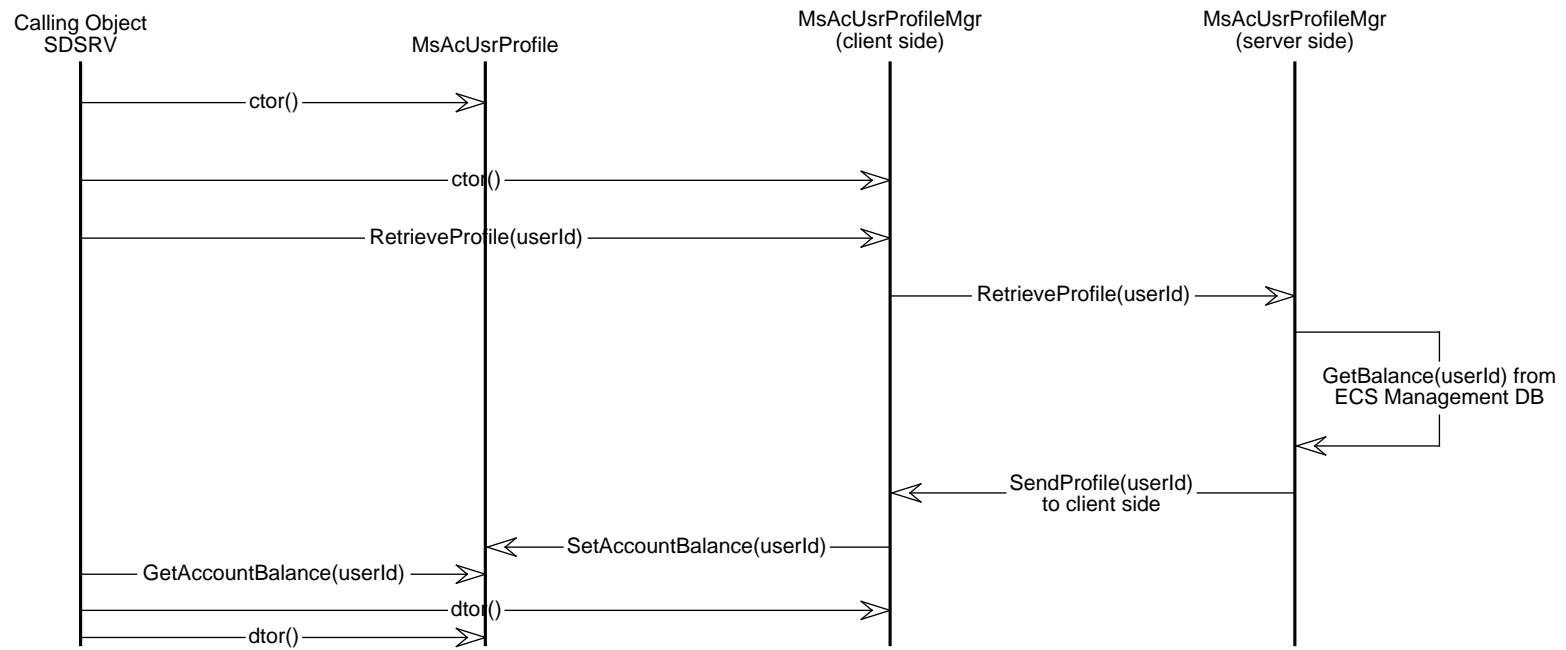 Calling Object
SDSRV
MsAcUsrProfile
MsAcUsrProfileMgr
(client side)
MsAcUsrProfileMgr
(server side)
ctor()
ctor()
RetrieveProfile(userId)
RetrieveProfile(userId)
GetBalance(userId) from
ECS Management DB
SendProfile(userId)
to client side
SetAccountBalance(userId)
GetAccountBalance(userId)
dtor()
dtor()